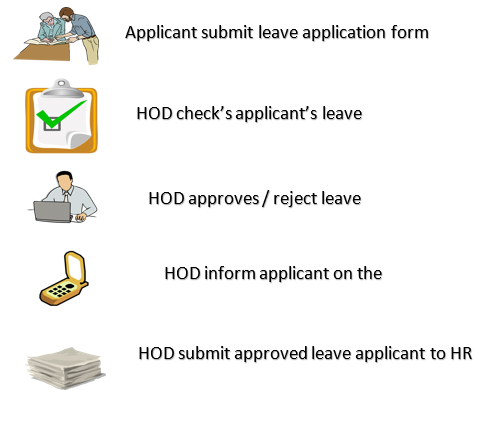 Applicant submit leave application form
HOD check's applicant's leave
HOD approves / reject leave
HOD inform applicant on the
HOD submit approved leave applicant to HR